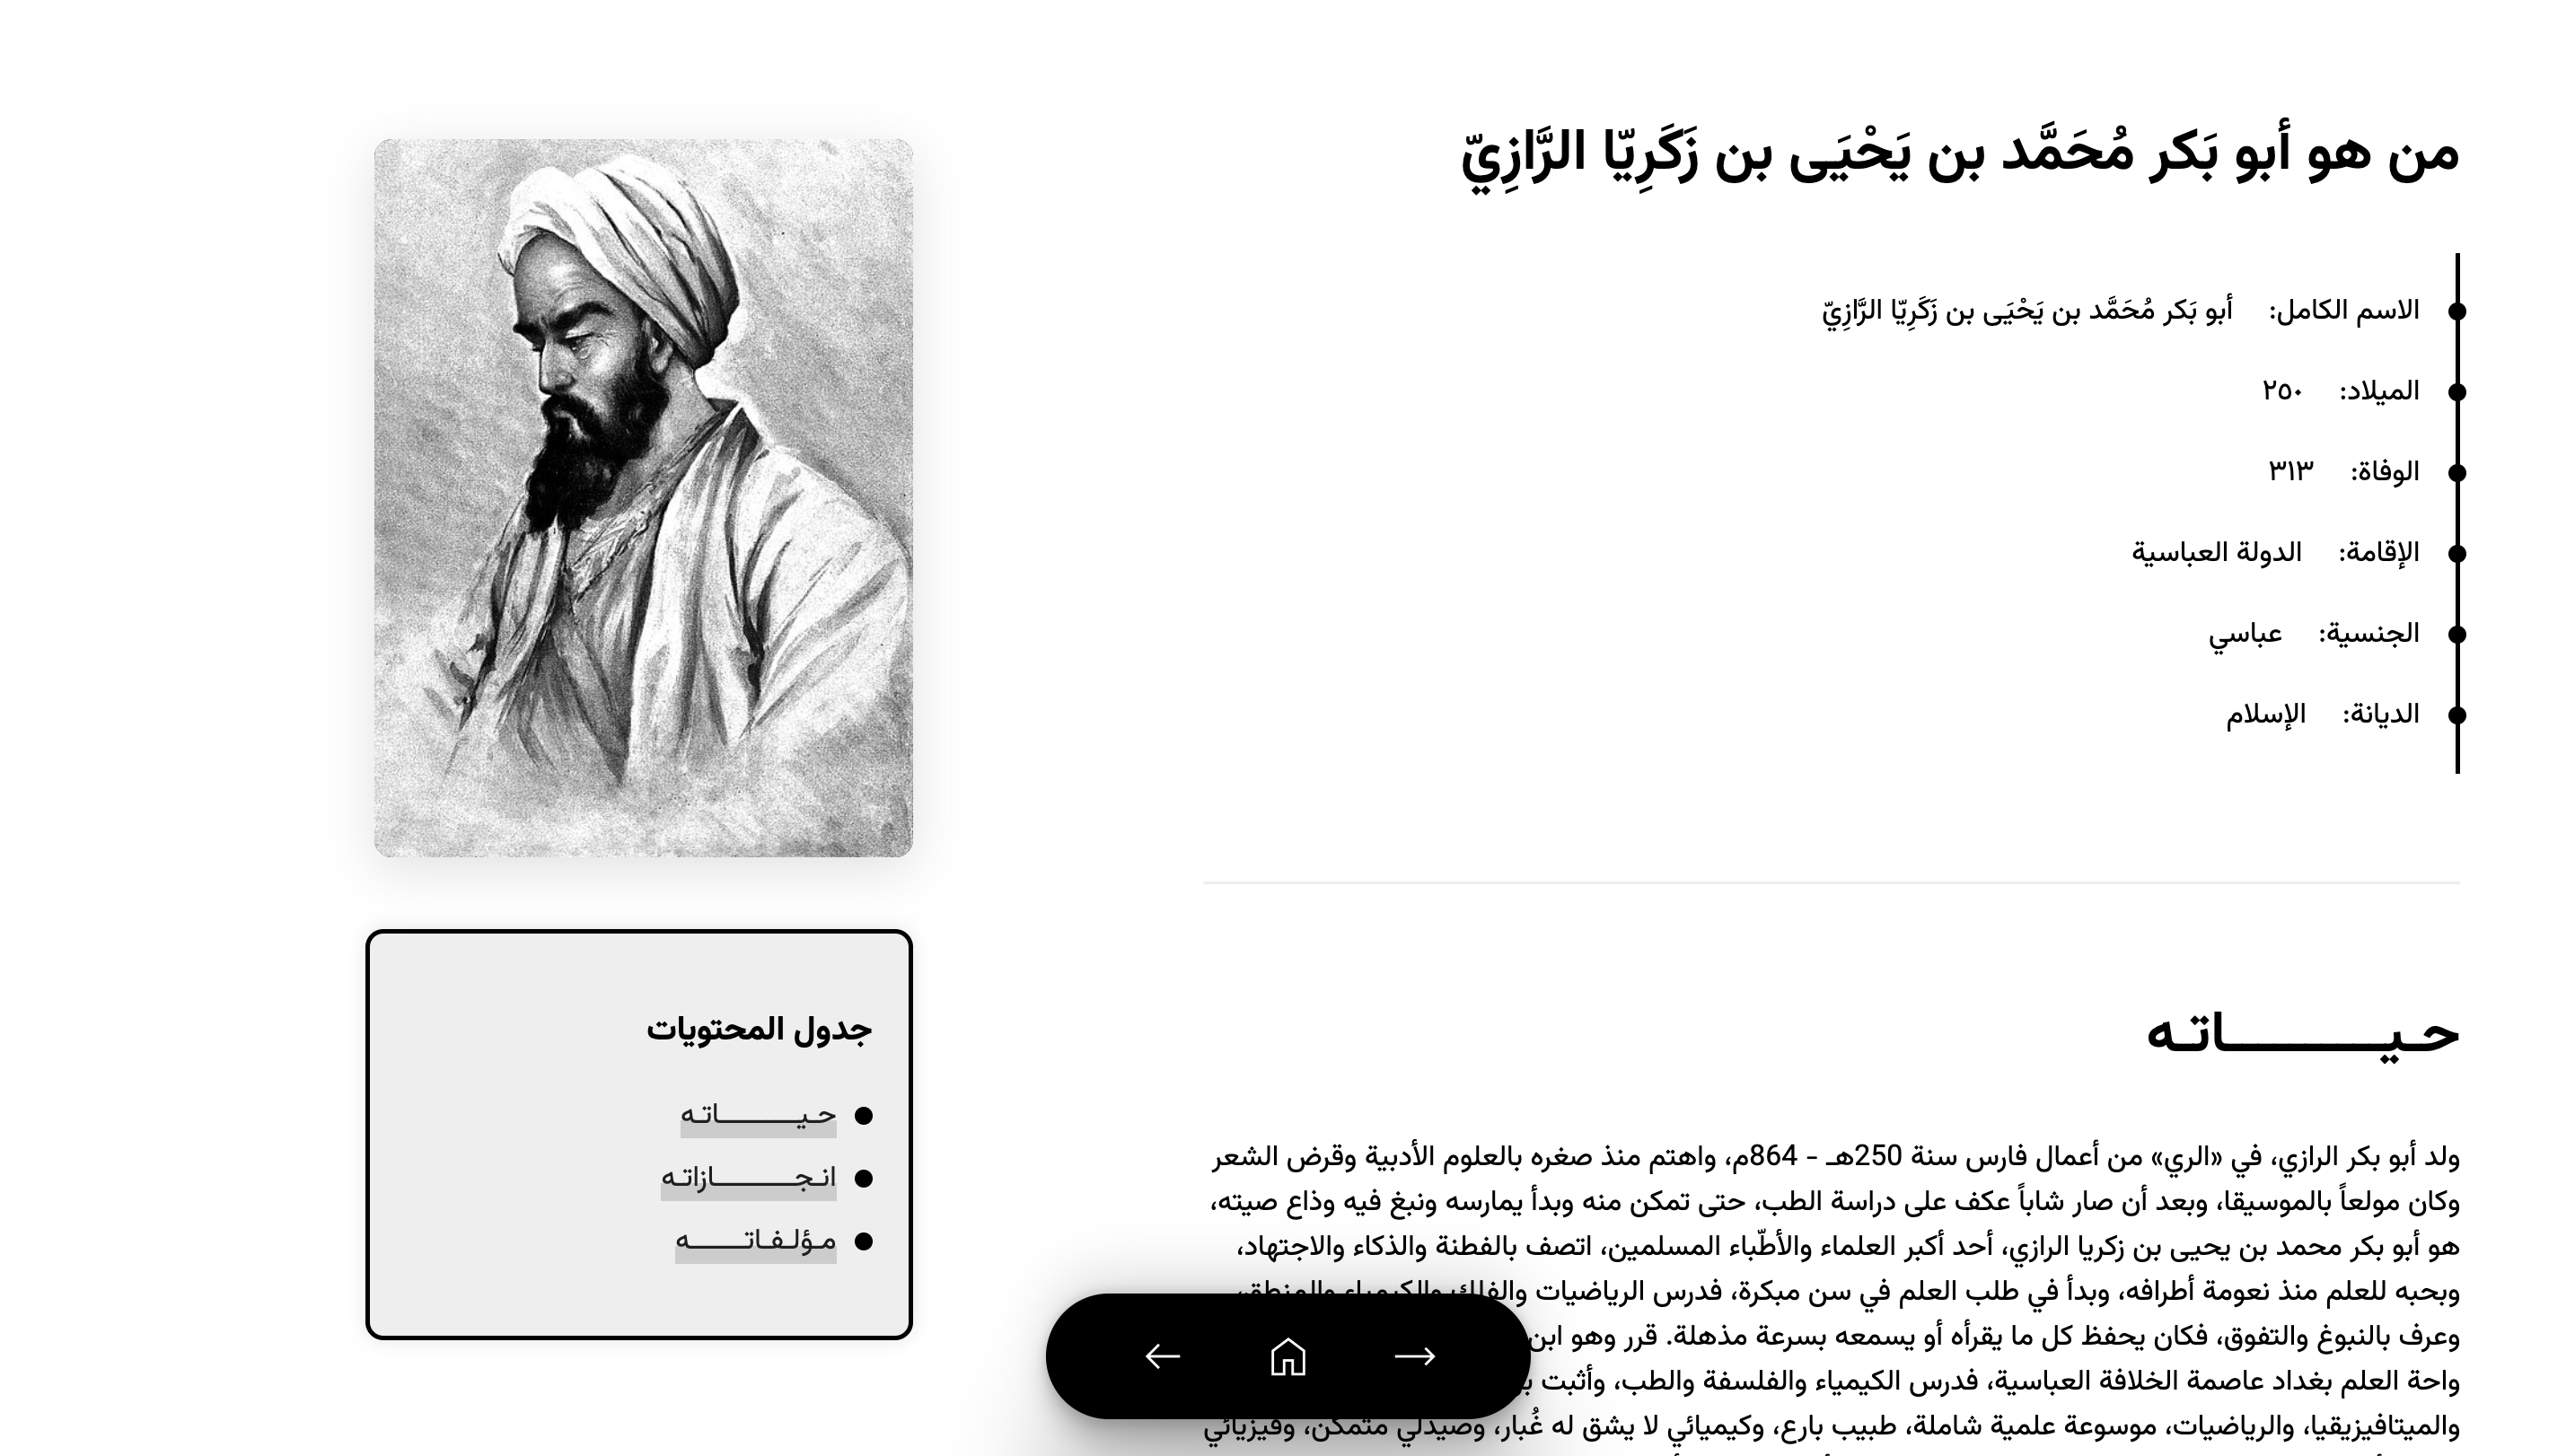 من هو أبو بَكر مُحَمَّد بن يَحْيَـى بن زَكَرِيّا الرَّازِيّ
الاسم الكامل: أبو بَكر مُحَمَّد بن يَحْيَـى بن زَكَرِيّا الرَّازِيّ
الميلاد: ٢٥٠
الوفاة: ٣١٣
الإقامة: الدولة العباسية
الجنسية: عباسي
الديانة: الإسلام
حـيـــــــــاتـه
ولد أبو بكر الرازي، في «الري» من أعمال فارس سنة 250هـ - 864م، واهتم منذ صغره بالعلوم الأدبية وقرض الشعر
وكان مولعاً بالموسيقا، وبعد أن صار شاباً عكف على دراسة الطب، حتى تمكن منه وبدأ يمارسه ونبغ فيه وذاع صيته،
هو أبو بكر محمد بن يحيى بن زكريا الرازي، أحد أكبر العلماء والأطّباء المسلمين، اتصف بالفطنة والذكاء والاجتهاد،
وبحبه للعلم منذ نعومة أطرافه، وبدأ في طلب العلم في سن مبكرة، فدرس الرياضيات والفلك والكيمياء والمنطق،
وعرف بالنبوغ والتفوق، فكان يحفظ كل ما يقرأه أو يسمعه بسرعة مذهلة. قرر وهو ابن
واحة العلم بغداد عاصمة الخلافة العباسية، فدرس الكيمياء والفلسفة والطب، وأثبت
والميتافيزيقيا، والرياضيات، موسوعة علمية شاملة، طبيب بارع، وكيميائي لا يشق له غُبار، وصيدلي متمكن، وفيزيائي
جدول المحتويات
حـيـــــــــاتـه
انـجـــــــــازاتـه
مـؤلـفـاتـــــــه